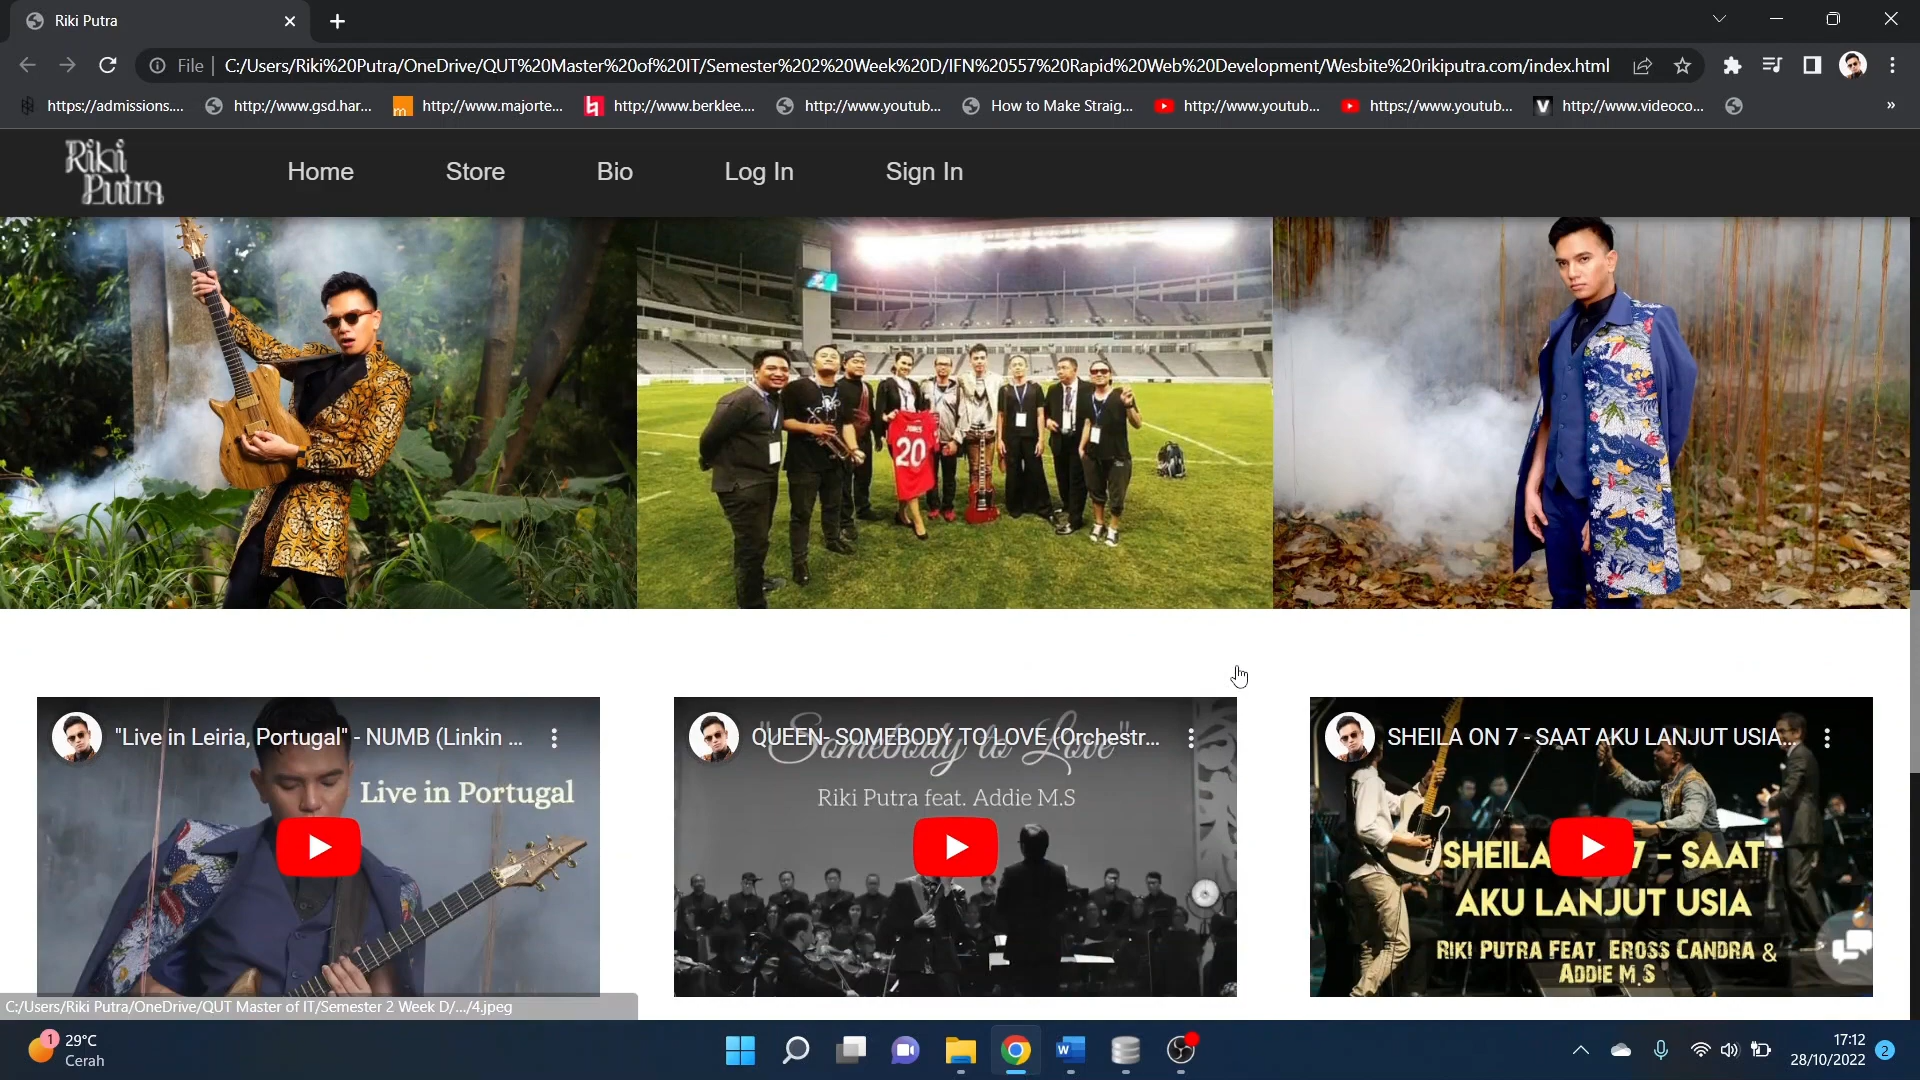 Riki Putra
File
C:/Users/Riki%20Putra/OneDrive/QUT%20Master%20of%20IT/Semester%202%20Week%20D/IFN%20557%20Rapid%20Web%20Development/Wesbite%20rikiputra.com/index.html
https://admissions....
http://www.gsd.har...
http://www.majorte...
http://www.berklee....
http://www.youtub...
How to Make Straig...
http://www.youtub...
https://www.youtub...
http://www.videoco...
»
Riki
Putra
Home
Store
Bio
Log In
Sign In
20
"Live in Leiria, Portugal" - NUMB (Linkin ...
Live in Portugal
QUEEN- SOMEBODY TO LOVE (Orchestr...
"Somebody to Love"
Riki Putra feat. Addie M.S
SHEILA ON 7 - SAAT AKU LANJUT USIA...
SHEILA 7 - SAAT
AKU LANJUT USIA
RIKI PUTRA FEAT. EROSS CANDRA &
ADDIE M.S
C:/Users/Riki Putra/OneDrive/QUT Master of IT/Semester 2 Week D/.../4.jpeg
1
29°C
Cerah
17:12
28/10/2022
2